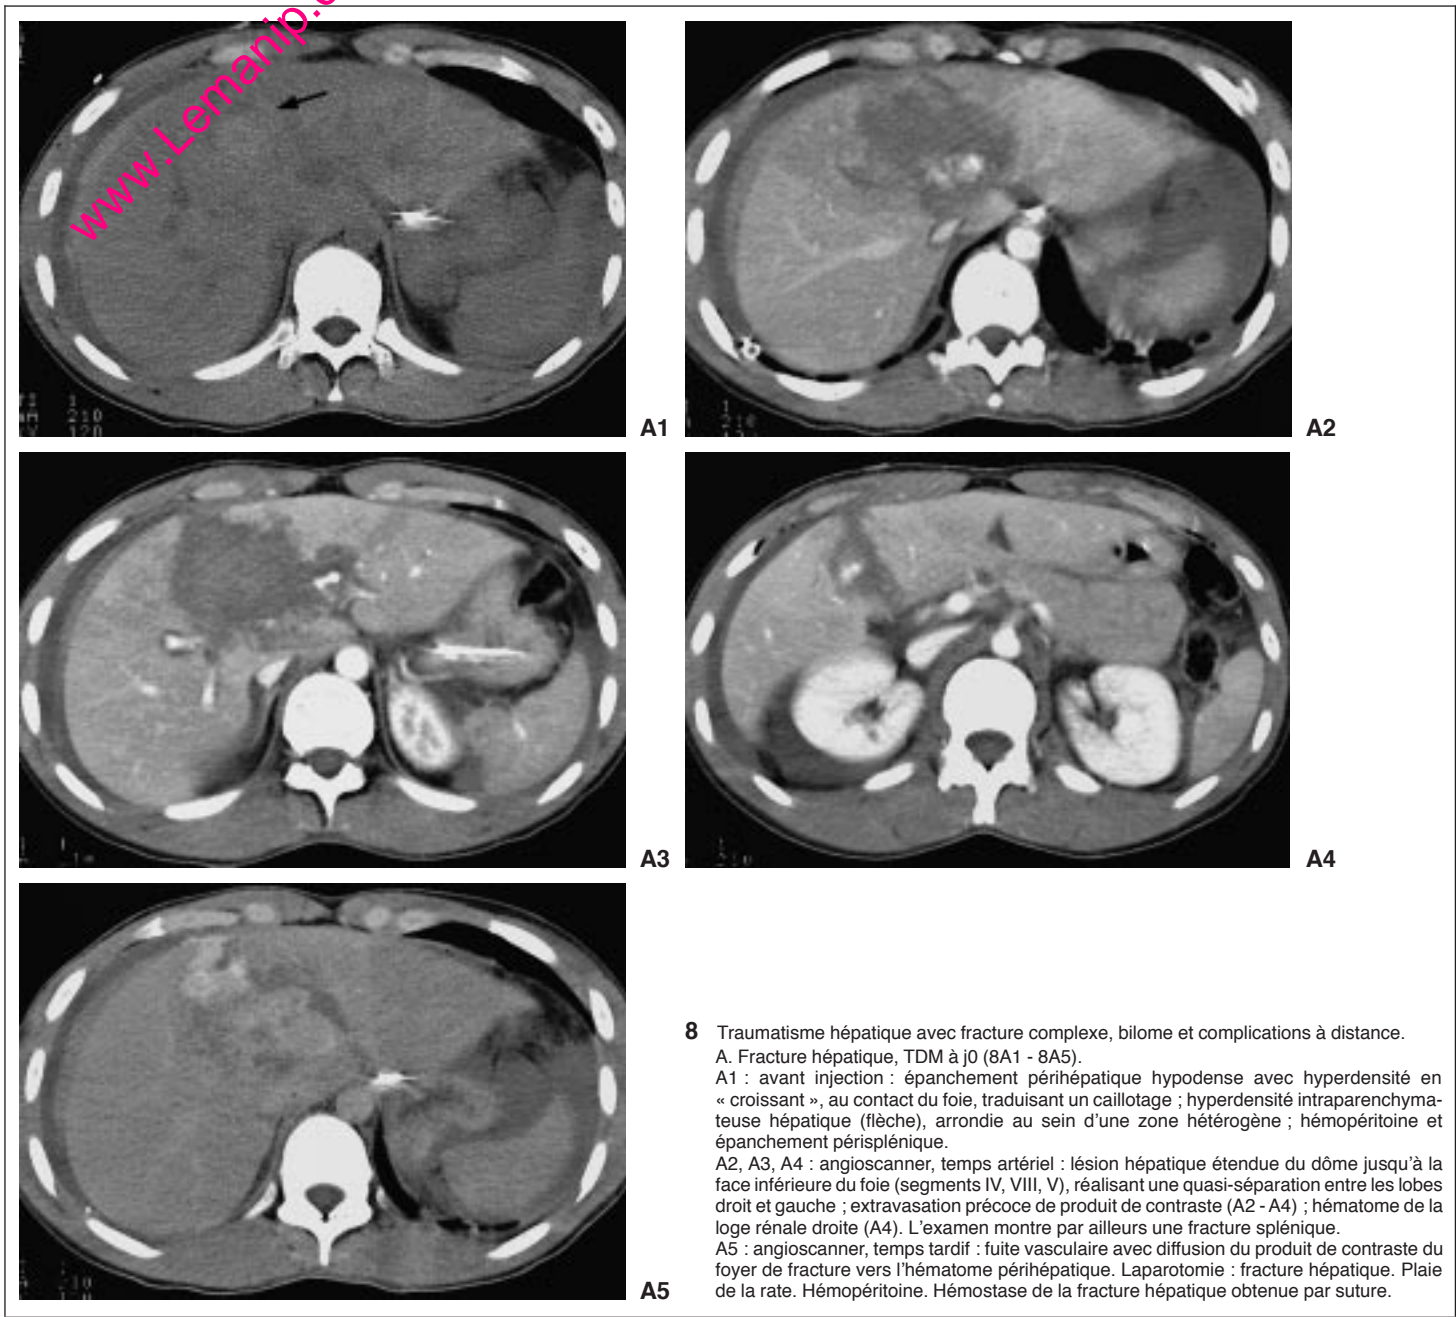 www.Lemanip.c
A1
A2
A3
A4
A5
8 Traumatisme hépatique avec fracture complexe, bilome et complications à distance.
A. Fracture hépatique, TDM à j0 (8A1 - 8A5).
A1 : avant injection : épanchement périhépatique hypodense avec hyperdensité en
« croissant », au contact du foie, traduisant un caillotage ; hyperdensité intraparenchyma-
teuse hépatique (flèche), arrondie au sein d'une zone hétérogène ; hémopéritoine et
épanchement périsplénique.
A2, A3, A4 : angioscanner, temps artériel : lésion hépatique étendue du dôme jusqu'à la
face inférieure du foie (segments IV, VIII, V), réalisant une quasi-séparation entre les lobes
droit et gauche ; extravasation précoce de produit de contraste (A2 - A4) ; hématome de la
loge rénale droite (A4). L'examen montre par ailleurs une fracture splénique.
A5 : angioscanner, temps tardif : fuite vasculaire avec diffusion du produit de contraste du
foyer de fracture vers l'hématome périhépatique. Laparotomie : fracture hépatique. Plaie
de la rate. Hémopéritoine. Hémostase de la fracture hépatique obtenue par suture.